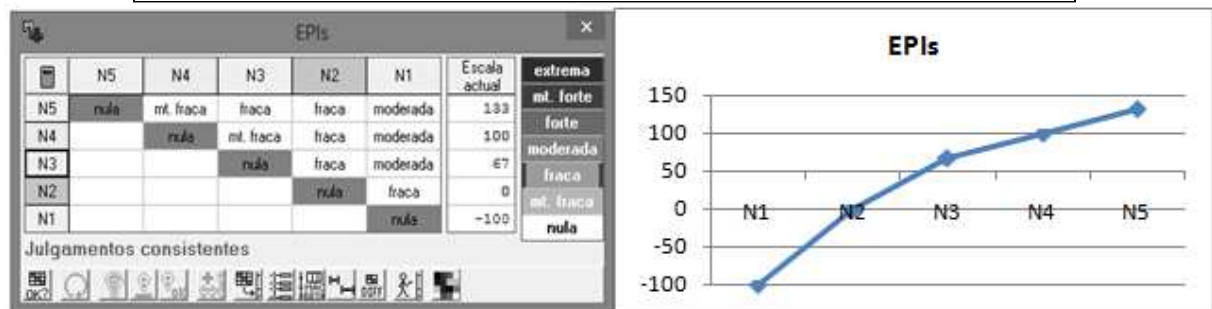 EPIs
N5 N4 N3 N2 N1 Escala actual
N5 nula mt. fraca fraca fraca moderada 133
N4 nula mt. fraca fraca moderada 100
N3 nula fraca moderada 67
N2 nula fraca 0
N1 nula -100
extrema
mt. forte
forte
moderada
fraca
mt. fraca
nula
Julgamentos consistentes
OK?
EPIs
150
100
50
0
-50
-100
N1 N2 N3 N4 N5